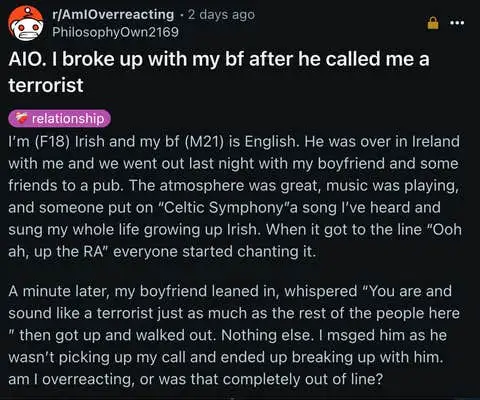 r/AmIOverreacting • 2 days ago
PhilosophyOwn2169
AIO. I broke up with my bf after he called me a
terrorist
relationship
I'm (F18) Irish and my bf (M21) is English. He was over in Ireland
with me and we went out last night with my boyfriend and some
friends to a pub. The atmosphere was great, music was playing,
and someone put on “Celtic Symphony”a song I've heard and
sung my whole life growing up Irish. When it got to the line “Ooh
ah, up the RA” everyone started chanting it.
A minute later, my boyfriend leaned in, whispered “You are and
sound like a terrorist just as much as the rest of the people here
” then got up and walked out. Nothing else. I msged him as he
wasn't picking up my call and ended up breaking up with him.
am I overreacting, or was that completely out of line?